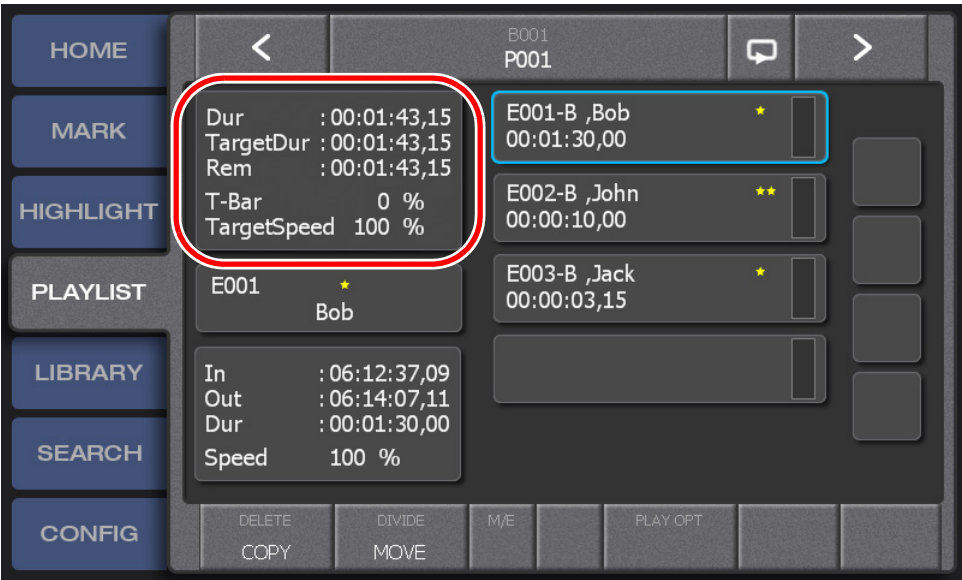 HOME
MARK
HIGHLIGHT
PLAYLIST
LIBRARY
SEARCH
CONFIG
B001
P001
Dur :00:01:43,15
TargetDur :00:01:43,15
Rem :00:01:43,15
T-Bar 0 %
TargetSpeed 100 %
E001
Bob
In :06:12:37,09
Out :06:14:07,11
Dur :00:01:30,00
Speed 100 %
E001-B ,Bob
00:01:30,00
E002-B ,John
00:00:10,00
E003-B ,Jack
00:00:03,15
DELETE
COPY
DIVIDE
MOVE
M/E
PLAY OPT